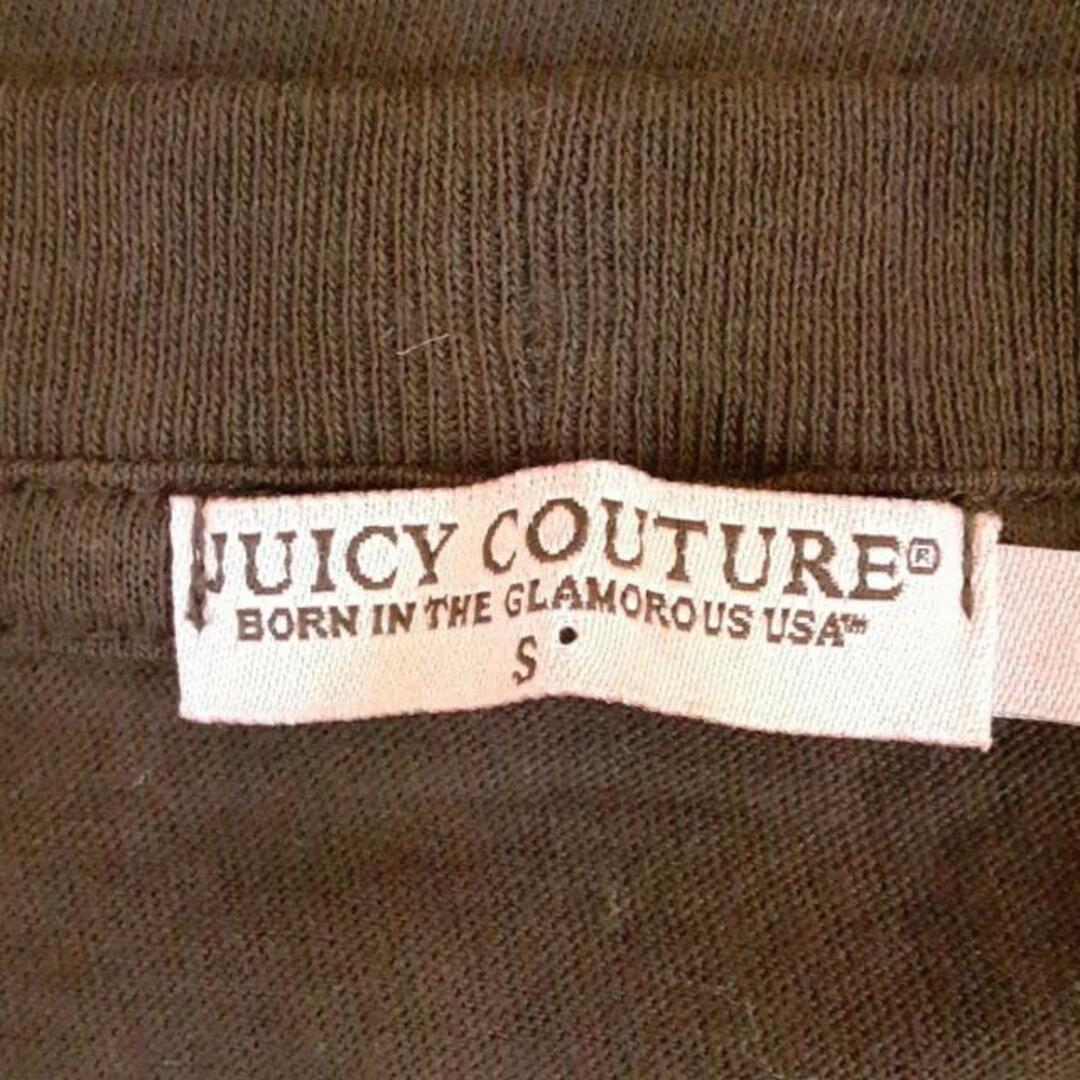 JUICY COUTURE®
BORN IN THE GLAMOROUS USA™
S